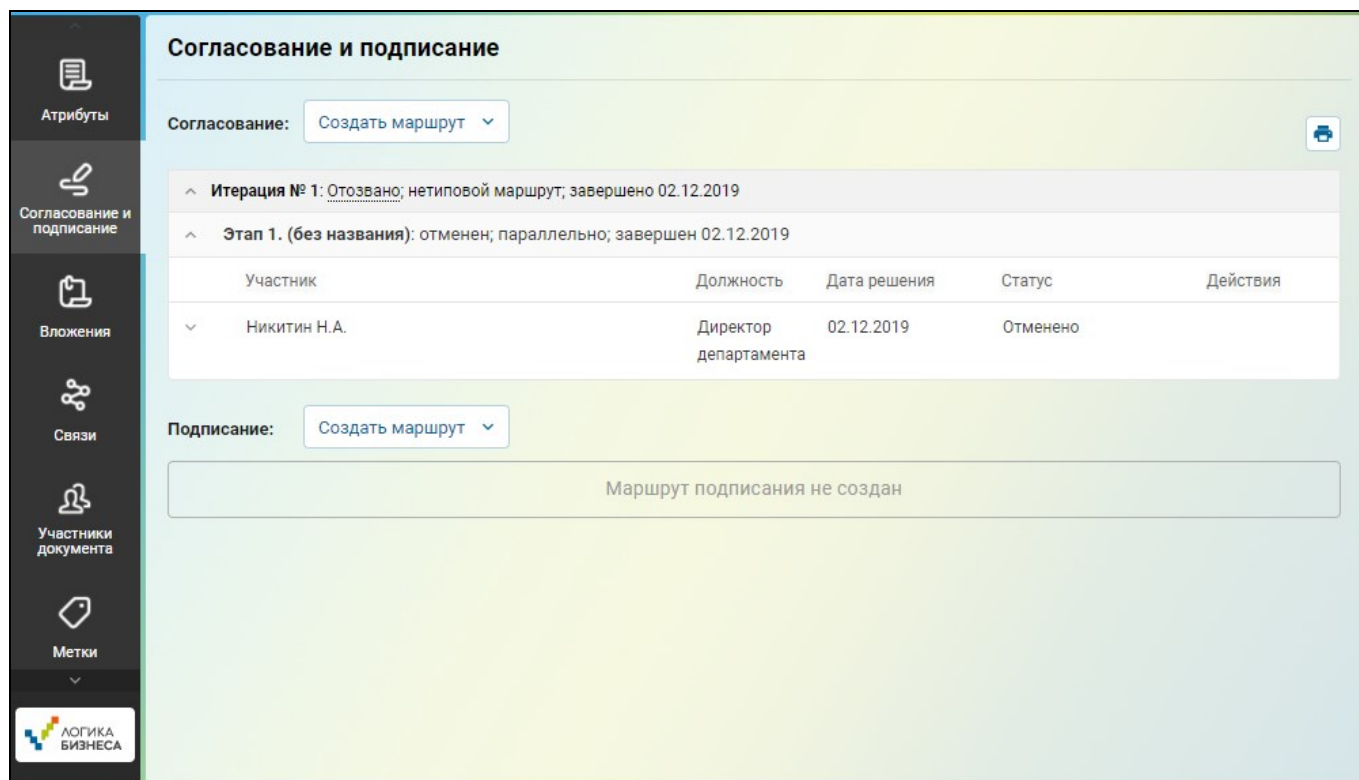 Атрибуты
Согласование и
подписание
Вложения
Связи
Участники
документа
Метки
ЛОГИКА
БИЗНЕСА
Согласование и подписание
Согласование: Создать маршрут
Итерация № 1: Отозвано; нетиповой маршрут; завершено 02.12.2019
Этап 1. (без названия): отменен; параллельно; завершен 02.12.2019
Участник Должность Дата решения Статус Действия
Никитин Н.А. Директор 02.12.2019 Отменено
департамента
Подписание: Создать маршрут
Маршрут подписания не создан